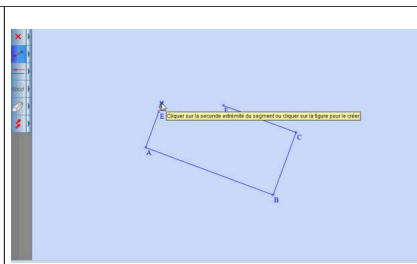 E
Cliquer sur la seconde extrémité du segment ou cliquer sur la figure pour le créer
C
A
B